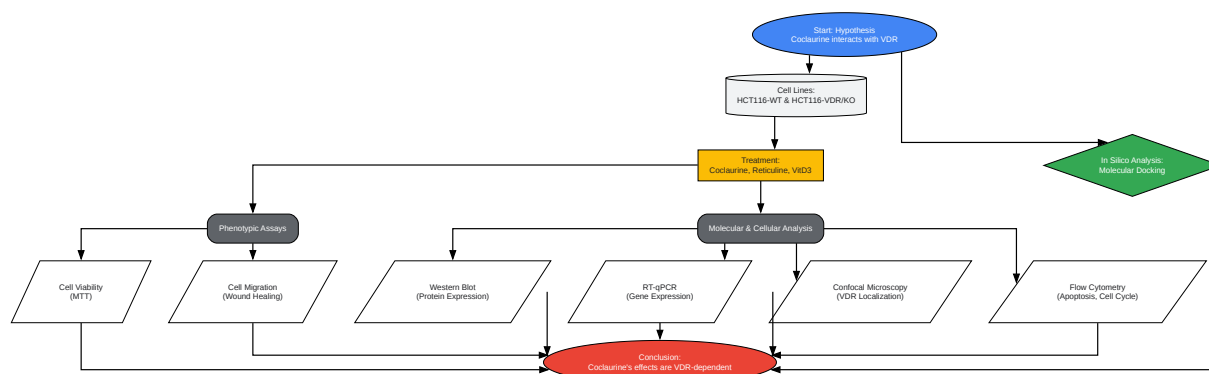 Start: Hypothesis
Coclaurine interacts with VDR
Cell Lines:
HCT116-WT & HCT116-VDR/KO
Treatment:
Coclaurine, Reticuline, VitD3
In Silico Analysis:
Molecular Docking
Phenotypic Assays
Molecular & Cellular Analysis
Cell Viability
(MTT)
Cell Migration
(Wound Healing)
Western Blot
(Protein Expression)
RT-qPCR
(Gene Expression)
Confocal Microscopy
(VDR Localization)
Flow Cytometry
(Apoptosis, Cell Cycle)
Conclusion:
Coclaurine's effects are VDR-dependent